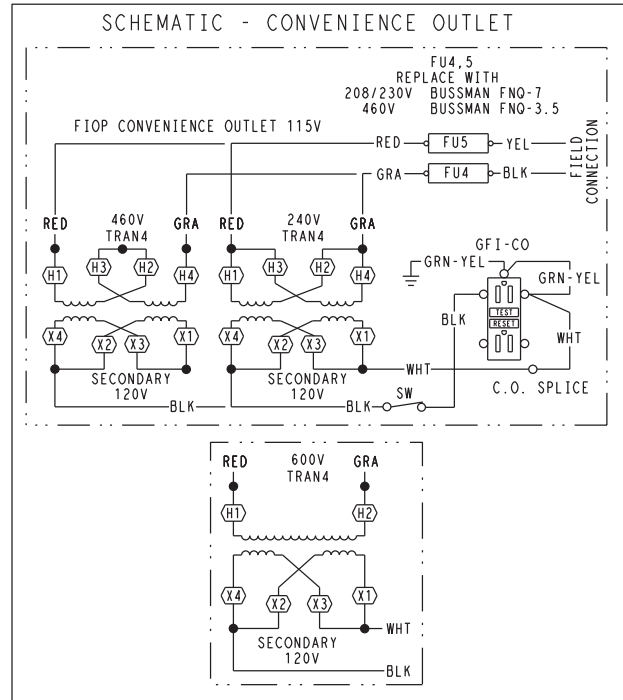 SCHEMATIC - CONVENIENCE OUTLET
FU4,5
REPLACE WITH
208/230V BUSSMAN FNQ-7
460V BUSSMAN FNQ-3.5
FIOP CONVENIENCE OUTLET 115V
RED FU5 YEL
GRA FU4 BLK
FIELD CONNECTION
RED 460V TRAN4 GRA
RED 240V TRAN4 GRA
H1 H3 H2 H4
H1 H3 H2 H4
GFI-CO
GRN-YEL
GRN-YEL
BLK
TEST
RESET
WHT
X4 X2 X3 X1
X4 X2 X3 X1
SECONDARY 120V
SECONDARY 120V
WHT
C.O. SPLICE
BLK
BLK
SW
RED 600V TRAN4 GRA
H1 H2
X4 X2 X3 X1
WHT
SECONDARY 120V
BLK